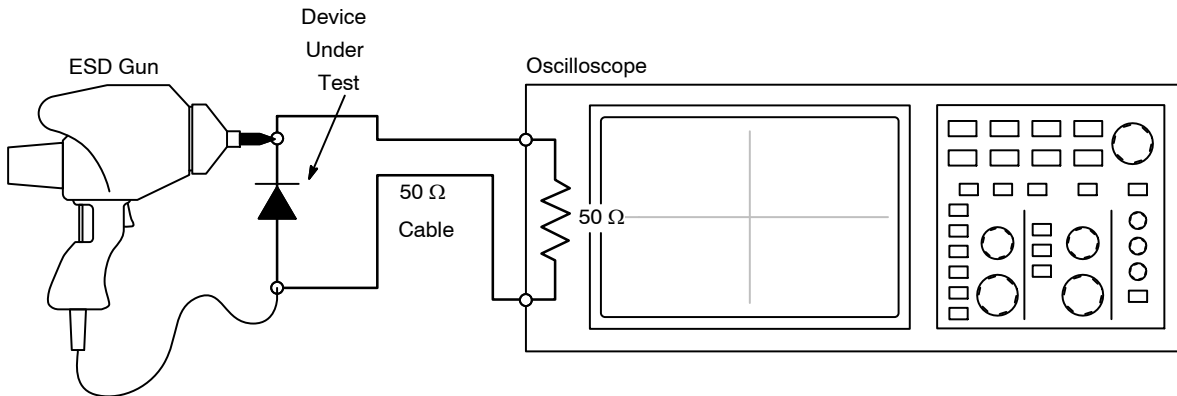 Device
Under
Test
ESD Gun
Oscilloscope
50 Ω
Cable
50 Ω